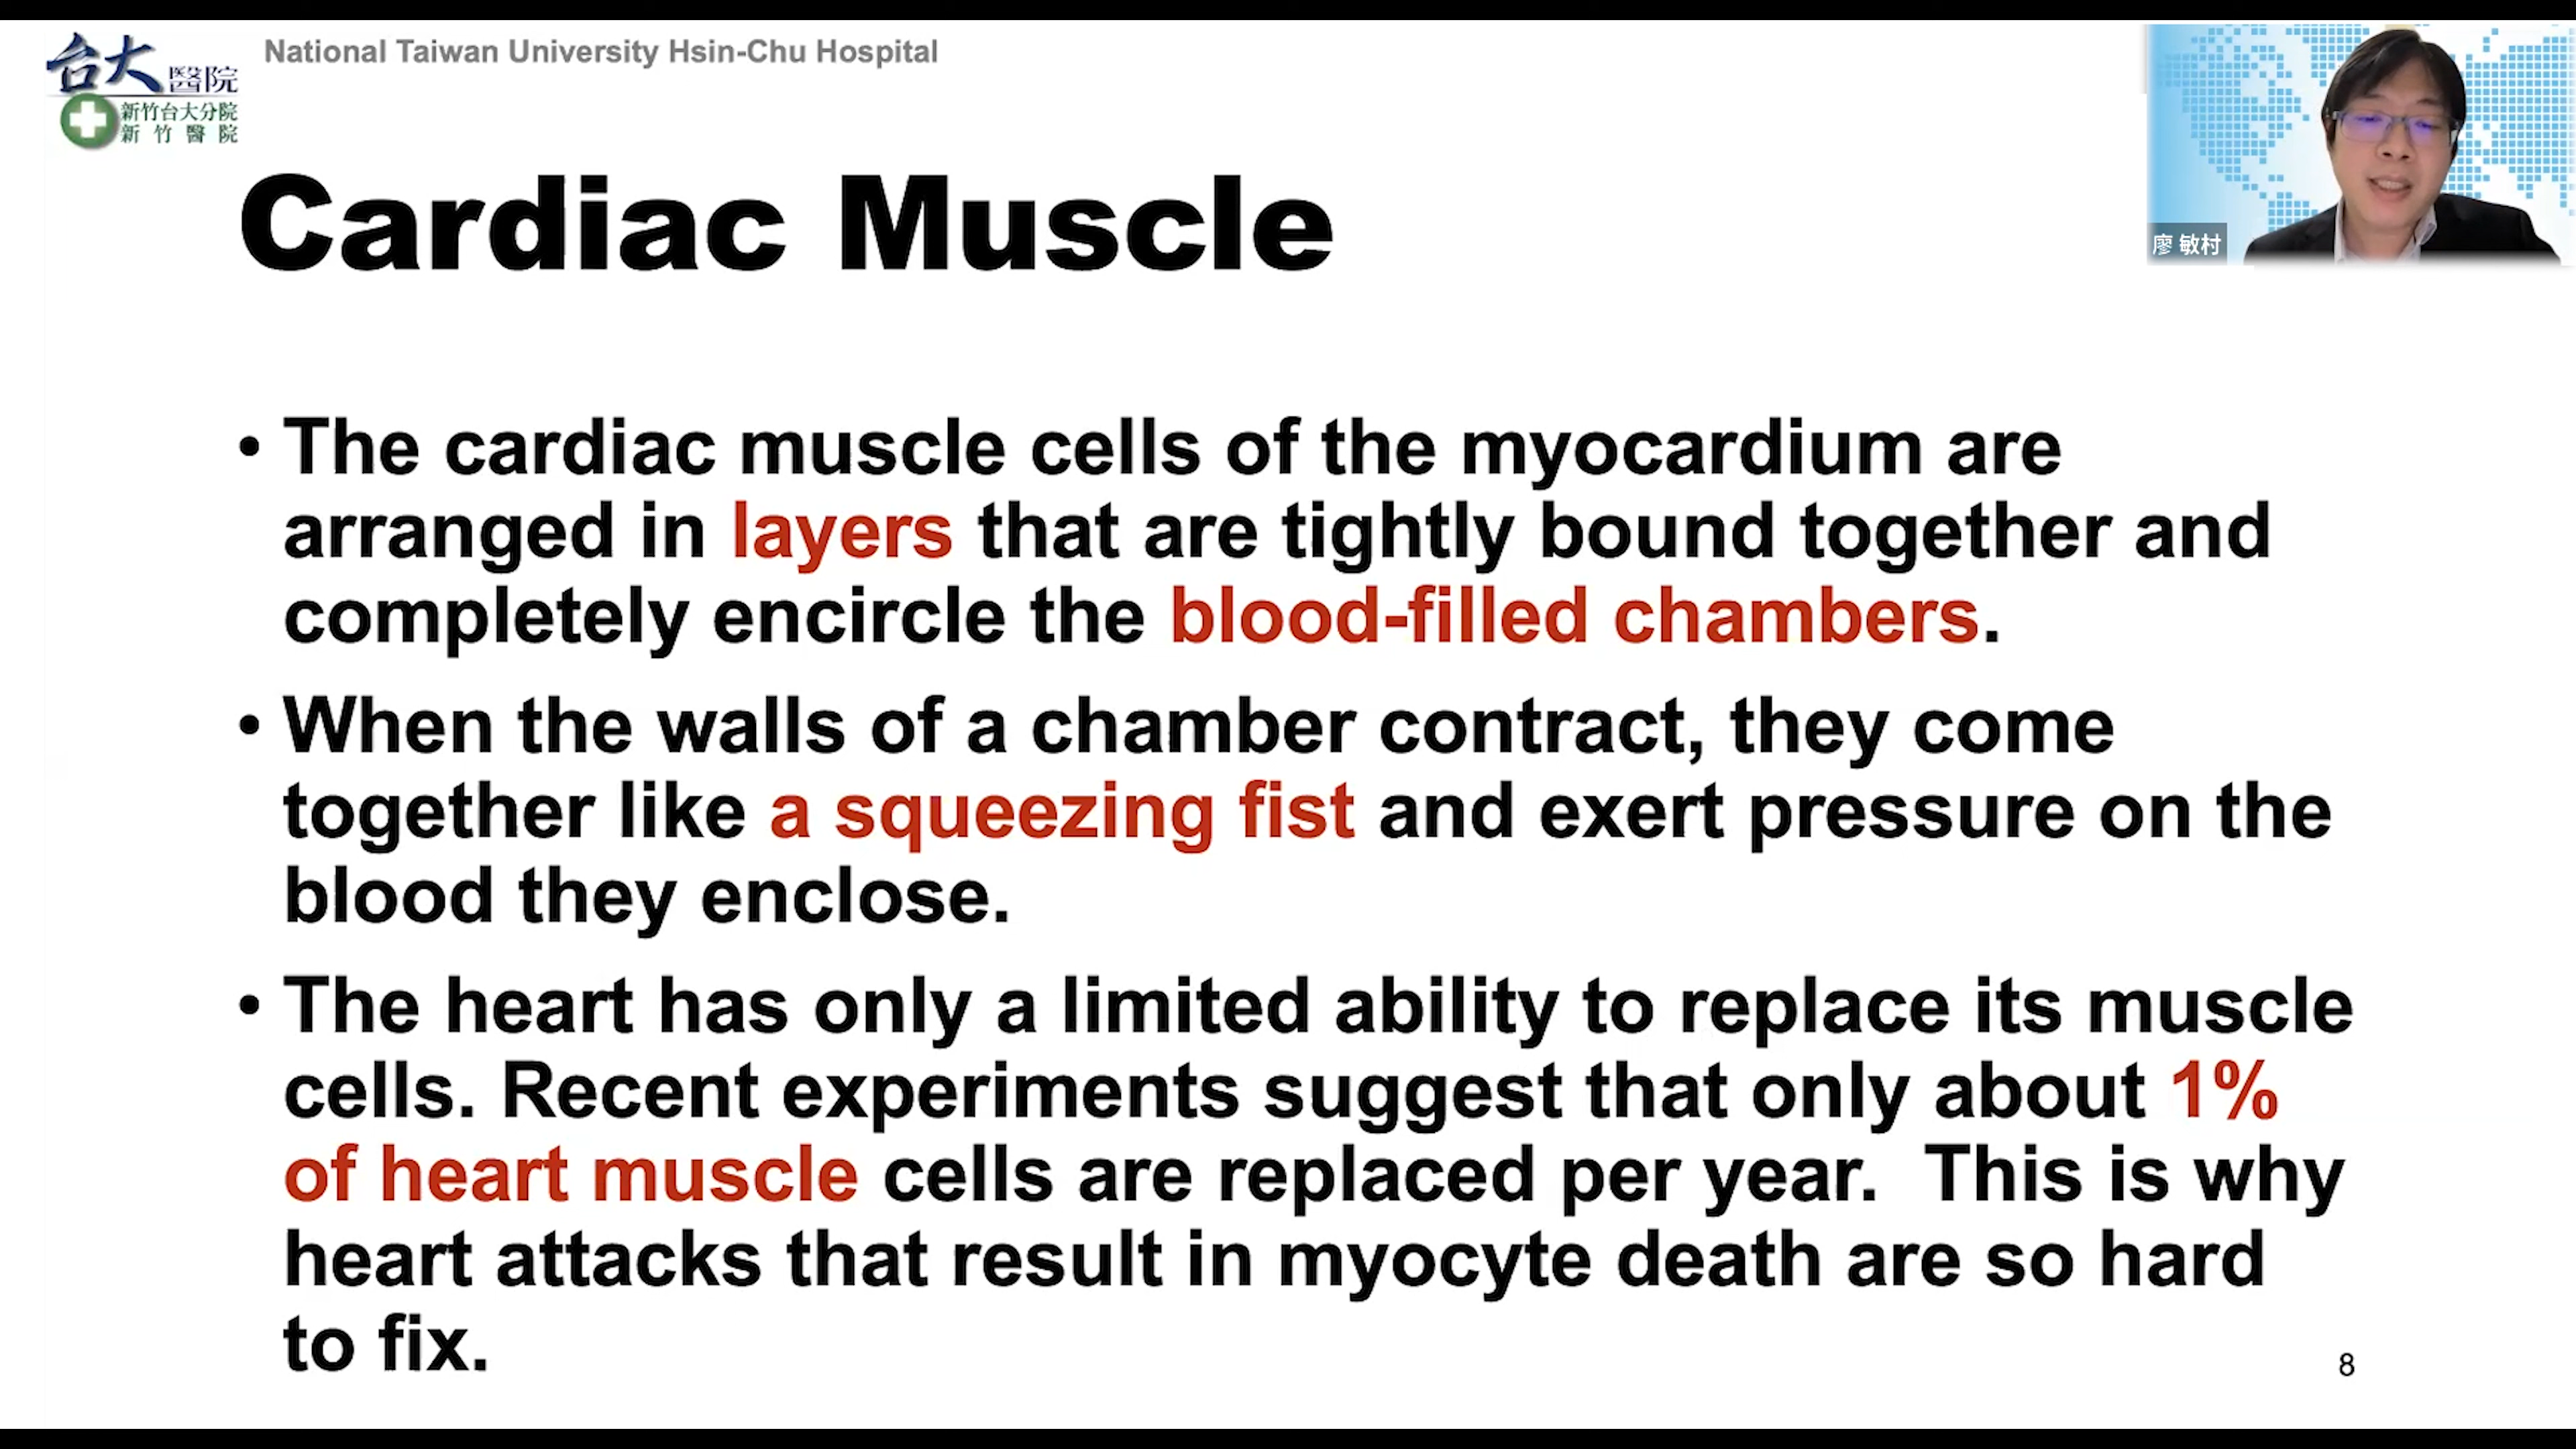 台大醫院
新竹台大分院
新竹醫院
National Taiwan University Hsin-Chu Hospital
廖 敏村
Cardiac Muscle
• The cardiac muscle cells of the myocardium are
arranged in layers that are tightly bound together and
completely encircle the blood-filled chambers.
• When the walls of a chamber contract, they come
together like a squeezing fist and exert pressure on the
blood they enclose.
• The heart has only a limited ability to replace its muscle
cells. Recent experiments suggest that only about 1%
of heart muscle cells are replaced per year.  This is why
heart attacks that result in myocyte death are so hard
to fix.
8